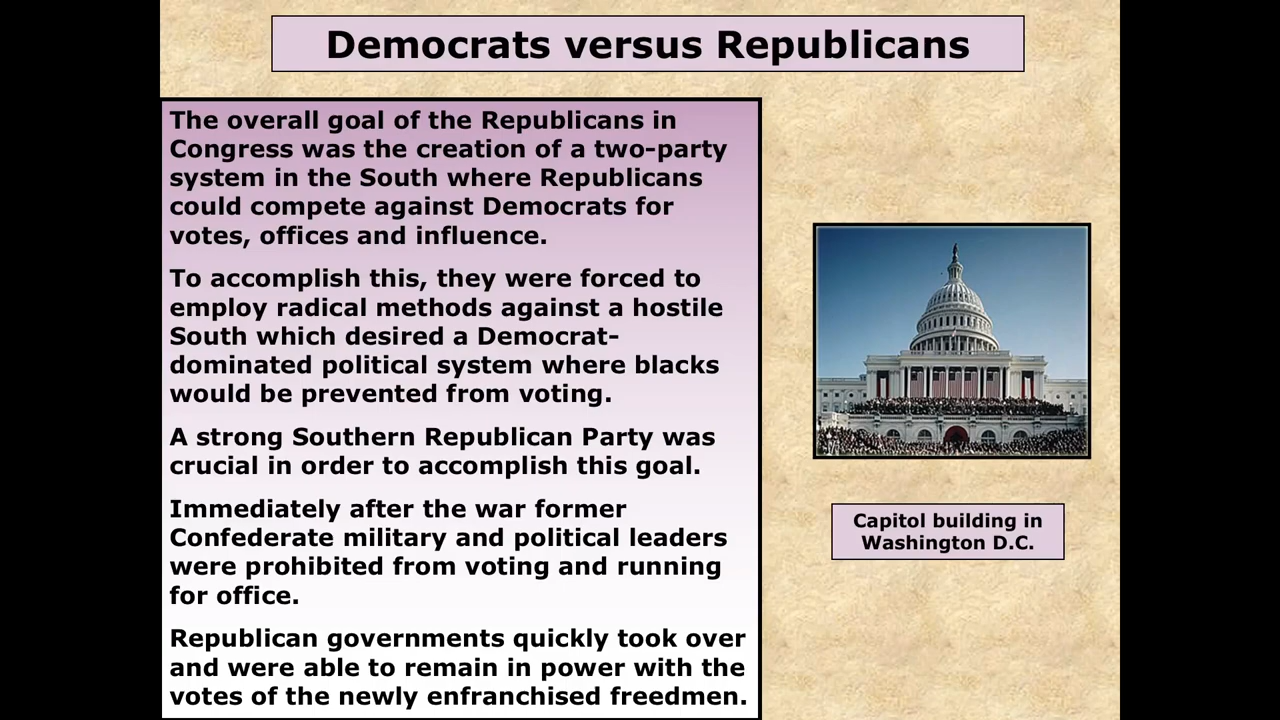 Democrats versus Republicans
The overall goal of the Republicans in
Congress was the creation of a two-party
system in the South where Republicans
could compete against Democrats for
votes, offices and influence.
To accomplish this, they were forced to
employ radical methods against a hostile
South which desired a Democrat-
dominated political system where blacks
would be prevented from voting.
A strong Southern Republican Party was
crucial in order to accomplish this goal.
Immediately after the war former
Confederate military and political leaders
were prohibited from voting and running
for office.
Republican governments quickly took over
and were able to remain in power with the
votes of the newly enfranchised freedmen.
Capitol building in
Washington D.C.